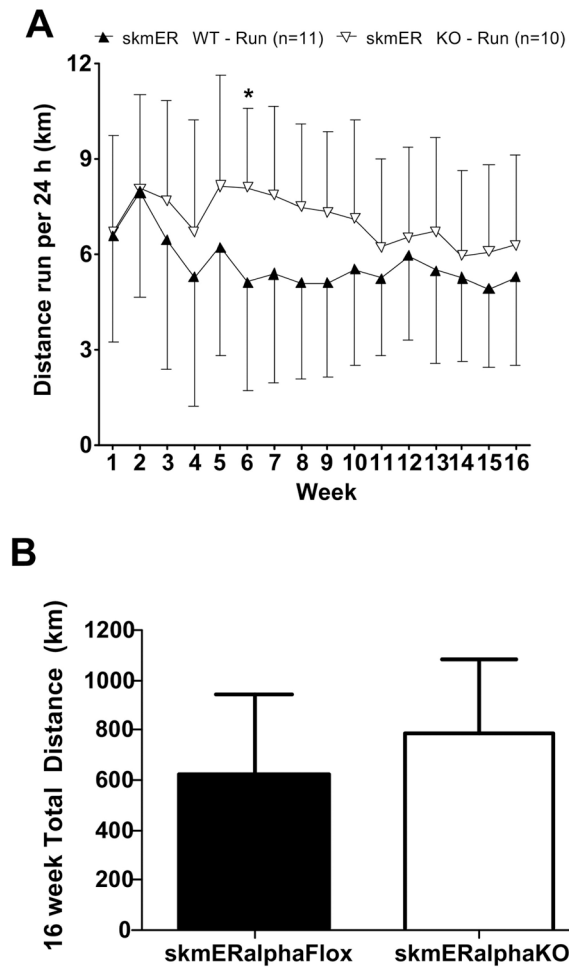 A
skmER WT - Run (n=11) skmER KO - Run (n=10)
Distance run per 24 h (km)
12
9
6
3
0
*
1 2 3 4 5 6 7 8 9 10 11 12 13 14 15 16
Week
B
16 week Total Distance (km)
1200
1000
800
600
400
200
0
skmERalphaFlox skmERalphaKO